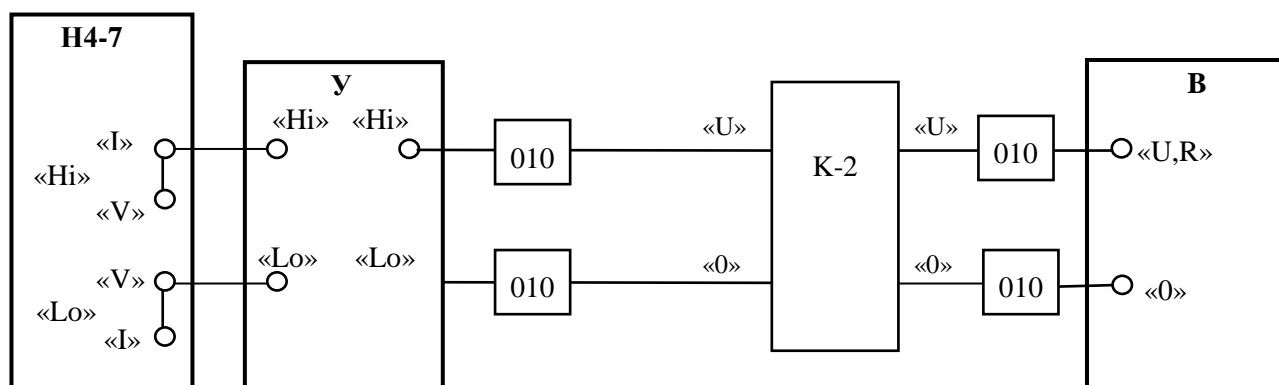 Н4-7
В
У
«Hi» «Hi»
«U»
«U»
«I»
010
010
«U,R»
«Hi»
К-2
«V»
«Lo» «Lo»
«0»
«0»
«V»
010
010
«0»
«Lo»
«I»